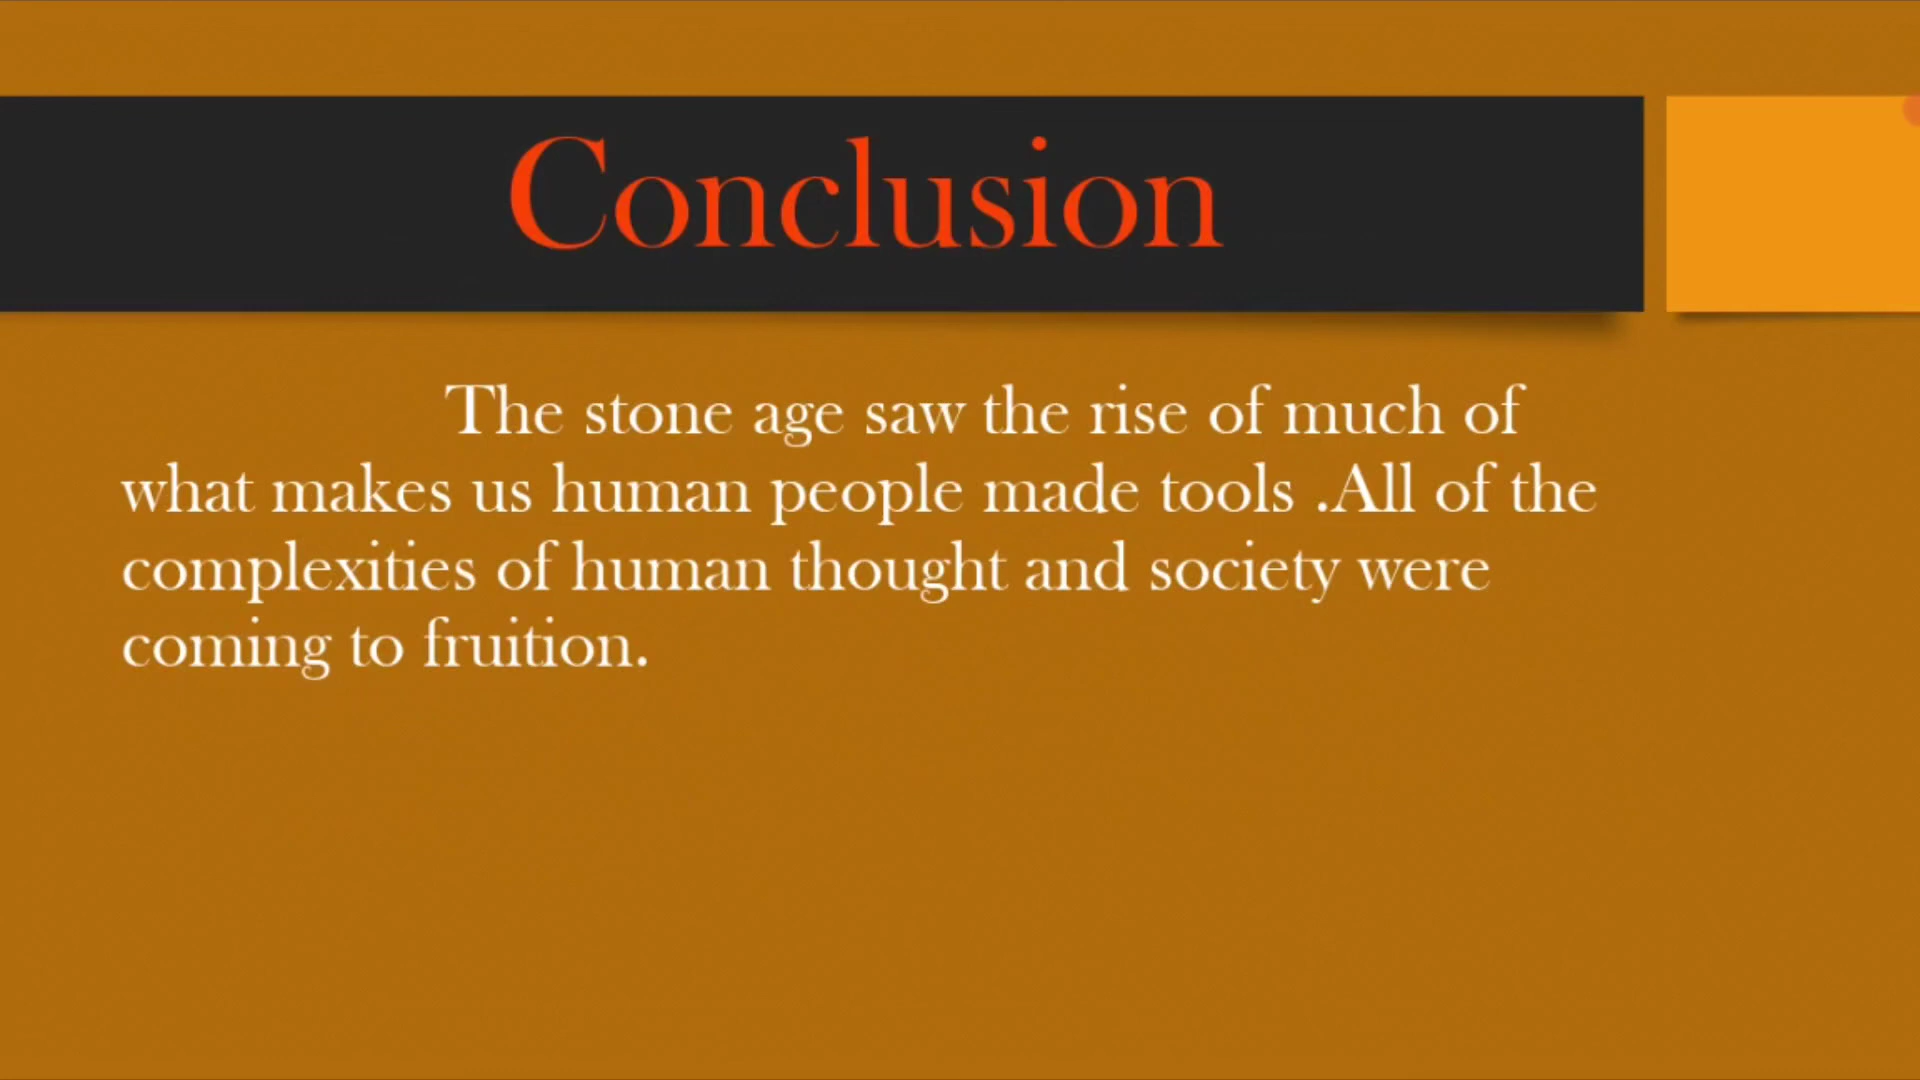 Conclusion
The stone age saw the rise of much of
what makes us human people made tools .All of the
complexities of human thought and society were
coming to fruition.